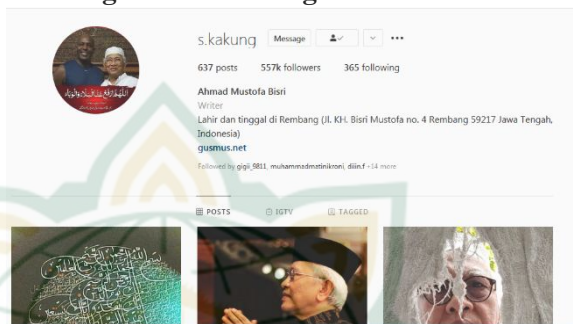 s.kakung Message
637 posts 557k followers 365 following
Ahmad Mustofa Bisri
Writer
Lahir dan tinggal di Rembang (Jl. KH. Bisri Mustofa no. 4 Rembang 59217 Jawa Tengah,
Indonesia)
gusmus.net
Followed by gigii_9811, muhammadmatinikroni, diiin.f +14 more
POSTS IGTV TAGGED